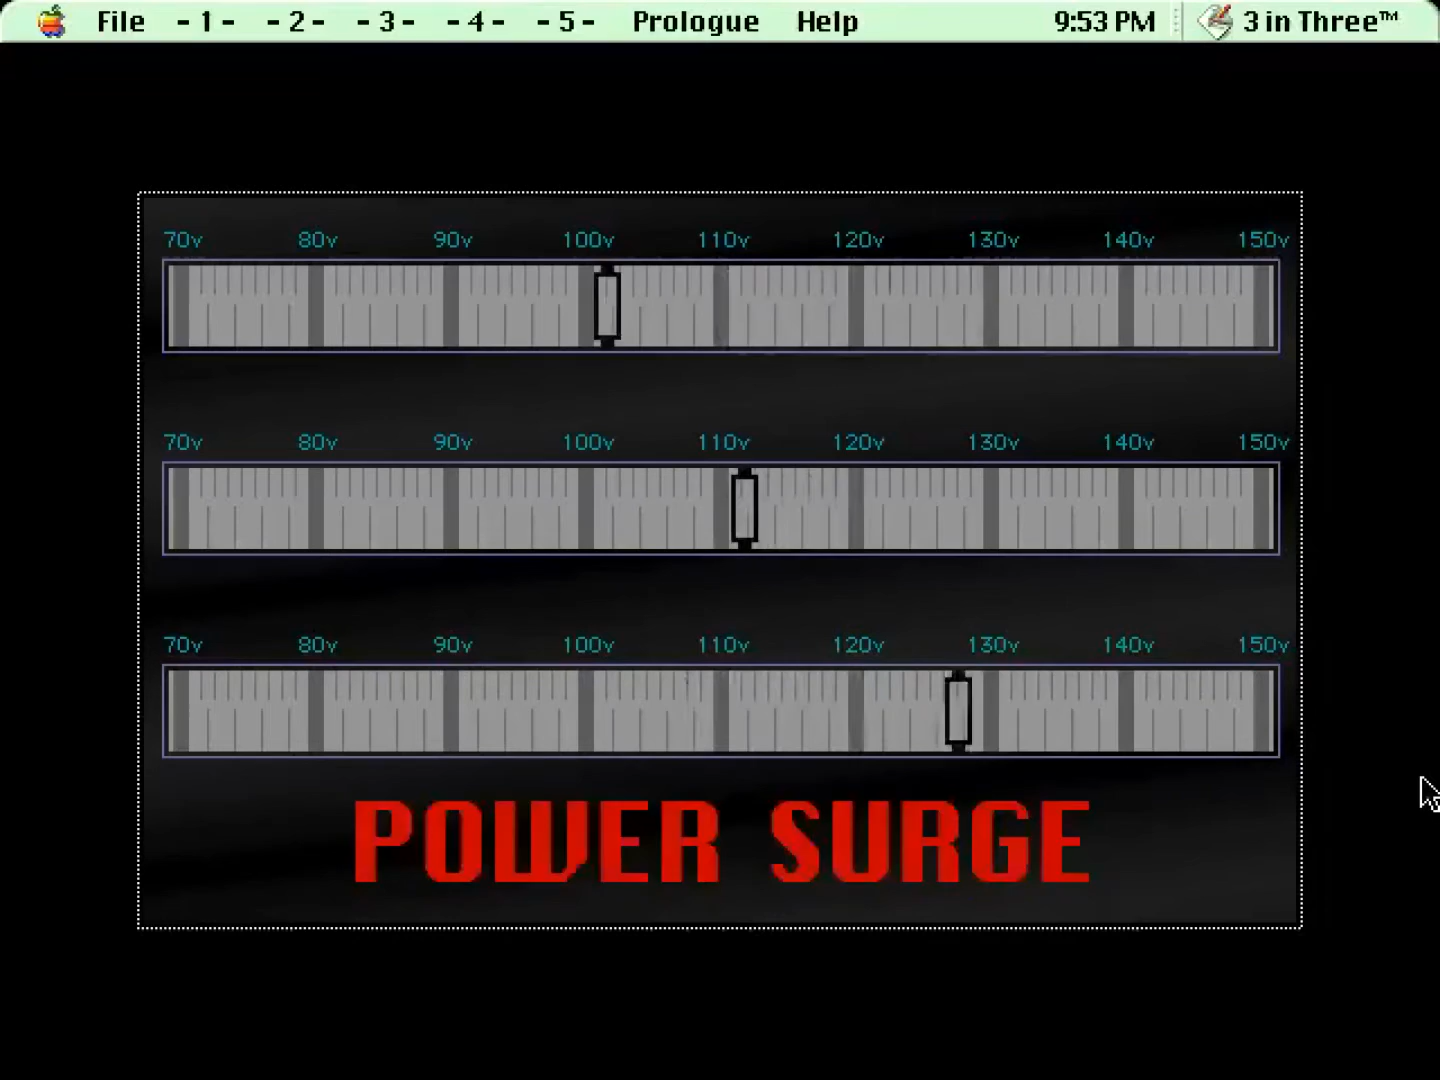 File - 1 - - 2 - - 3 - - 4 - - 5 - Prologue Help 9:53 PM 3 in Three™
70v 80v 90v 100v 110v 120v 130v 140v 150v
70v 80v 90v 100v 110v 120v 130v 140v 150v
70v 80v 90v 100v 110v 120v 130v 140v 150v
POWER SURGE